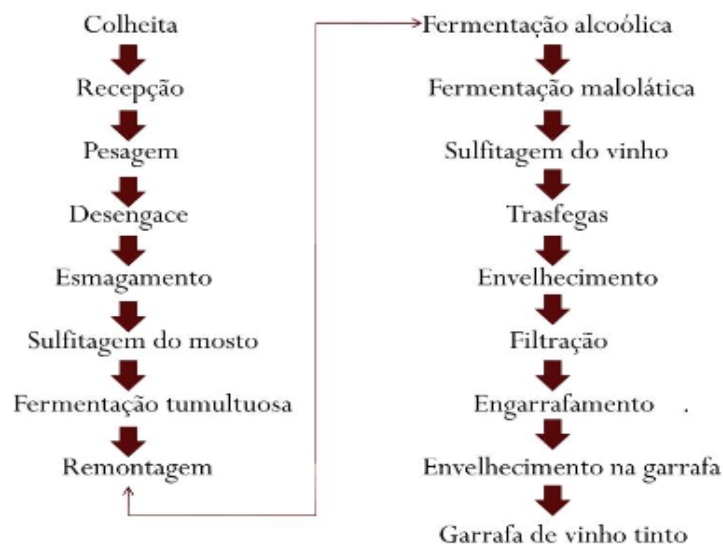 Colheita
Recepção
Pesagem
Desengace
Esmagamento
Sulfitagem do mosto
Fermentação tumultuosa
Remontagem
Fermentação alcoólica
Fermentação malolática
Sulfitagem do vinho
Trasfegas
Envelhecimento
Filtração
Engarrafamento .
Envelhecimento na garrafa
Garrafa de vinho tinto